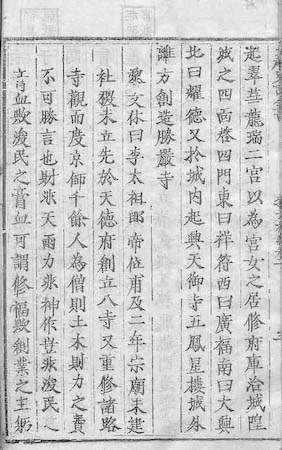 起翠華龍瑞二宮以為宮女之居修府庫治城隍
城之四面啓四門東曰祥符西曰廣福南曰大興
北曰耀德又於城內起興天御寺五鳳星樓城外
離方創造勝嚴寺
黎文休曰李太祖即帝位甫及二年宗廟未建
社稷未立先於天德府創立八寺又重修諸路
寺觀而度京師千餘人為僧則土木財力之費
不可勝言也財非天雨力非神作豈非浚民之
膏血歟浚民之膏血可謂修福歟創業之主躬